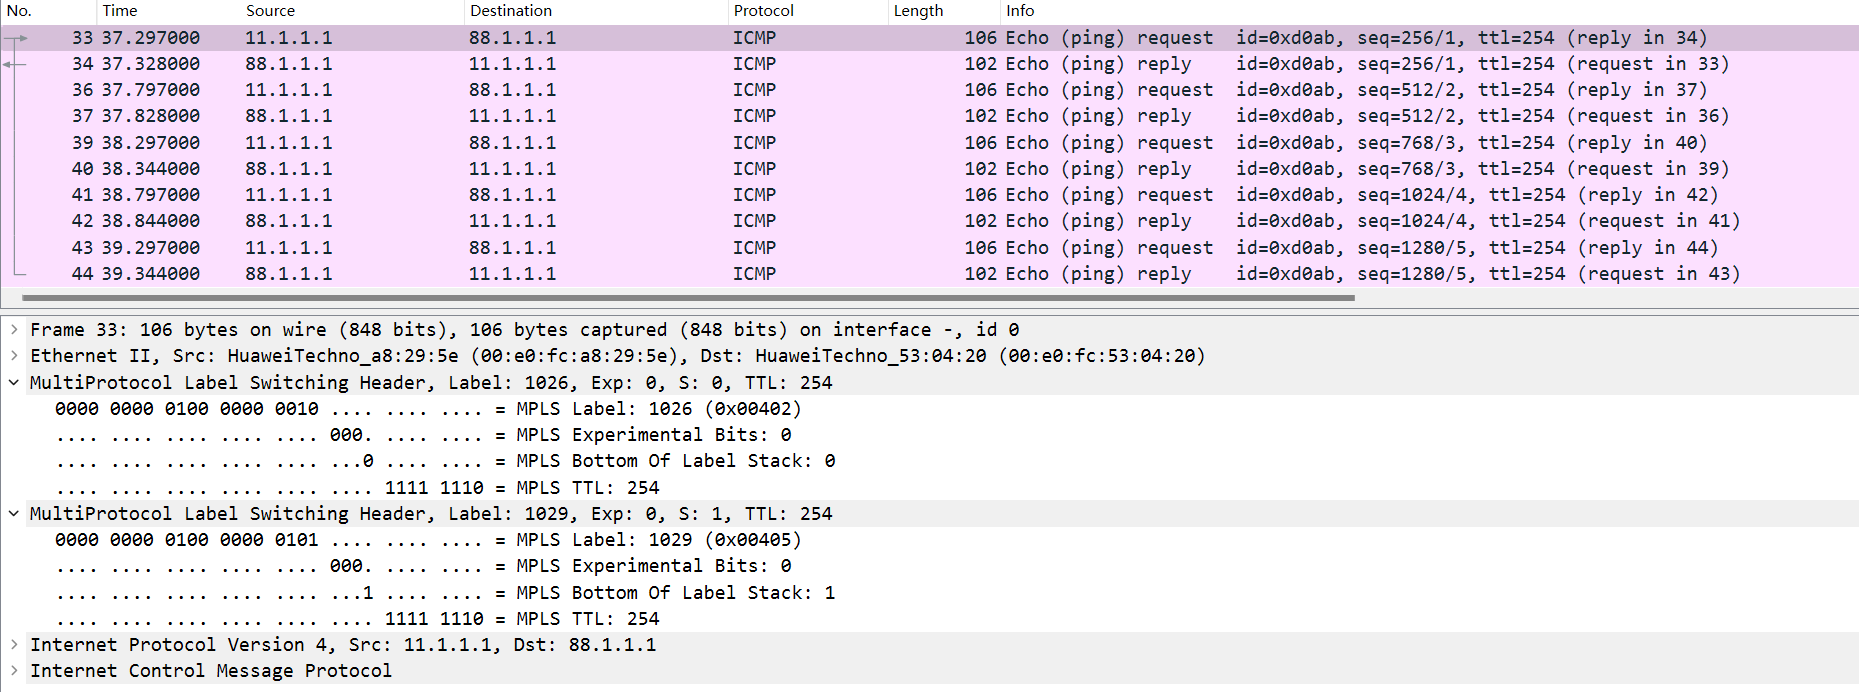 No. Time Source Destination Protocol Length Info
33 37.297000 11.1.1.1 88.1.1.1 ICMP 106 Echo (ping) request id=0xd0ab, seq=256/1, ttl=254 (reply in 34)
34 37.328000 88.1.1.1 11.1.1.1 ICMP 102 Echo (ping) reply id=0xd0ab, seq=256/1, ttl=254 (request in 33)
36 37.797000 11.1.1.1 88.1.1.1 ICMP 106 Echo (ping) request id=0xd0ab, seq=512/2, ttl=254 (reply in 37)
37 37.828000 88.1.1.1 11.1.1.1 ICMP 102 Echo (ping) reply id=0xd0ab, seq=512/2, ttl=254 (request in 36)
39 38.297000 11.1.1.1 88.1.1.1 ICMP 106 Echo (ping) request id=0xd0ab, seq=768/3, ttl=254 (reply in 40)
40 38.344000 88.1.1.1 11.1.1.1 ICMP 102 Echo (ping) reply id=0xd0ab, seq=768/3, ttl=254 (request in 39)
41 38.797000 11.1.1.1 88.1.1.1 ICMP 106 Echo (ping) request id=0xd0ab, seq=1024/4, ttl=254 (reply in 42)
42 38.844000 88.1.1.1 11.1.1.1 ICMP 102 Echo (ping) reply id=0xd0ab, seq=1024/4, ttl=254 (request in 41)
43 39.297000 11.1.1.1 88.1.1.1 ICMP 106 Echo (ping) request id=0xd0ab, seq=1280/5, ttl=254 (reply in 44)
44 39.344000 88.1.1.1 11.1.1.1 ICMP 102 Echo (ping) reply id=0xd0ab, seq=1280/5, ttl=254 (request in 43)
Frame 33: 106 bytes on wire (848 bits), 106 bytes captured (848 bits) on interface -, id 0
Ethernet II, Src: HuaweiTechno_a8:29:5e (00:e0:fc:a8:29:5e), Dst: HuaweiTechno_53:04:20 (00:e0:fc:53:04:20)
MultiProtocol Label Switching Header, Label: 1026, Exp: 0, S: 0, TTL: 254
0000 0000 0100 0000 0010 .... .... .... = MPLS Label: 1026 (0x00402)
.... .... .... .... .... 000. .... .... = MPLS Experimental Bits: 0
.... .... .... .... .... ...0 .... .... = MPLS Bottom Of Label Stack: 0
.... .... .... .... .... .... 1111 1110 = MPLS TTL: 254
MultiProtocol Label Switching Header, Label: 1029, Exp: 0, S: 1, TTL: 254
0000 0000 0100 0000 0101 .... .... .... = MPLS Label: 1029 (0x00405)
.... .... .... .... .... 000. .... .... = MPLS Experimental Bits: 0
.... .... .... .... .... ...1 .... .... = MPLS Bottom Of Label Stack: 1
.... .... .... .... .... .... 1111 1110 = MPLS TTL: 254
Internet Protocol Version 4, Src: 11.1.1.1, Dst: 88.1.1.1
Internet Control Message Protocol